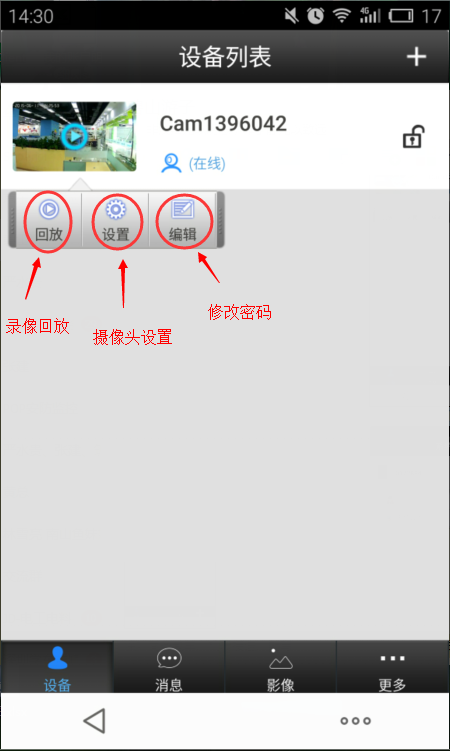 14:30
4G
17
设备列表
Cam1396042
(在线)
回放
设置
编辑
录像回放
摄像头设置
修改密码
设备
消息
影像
更多